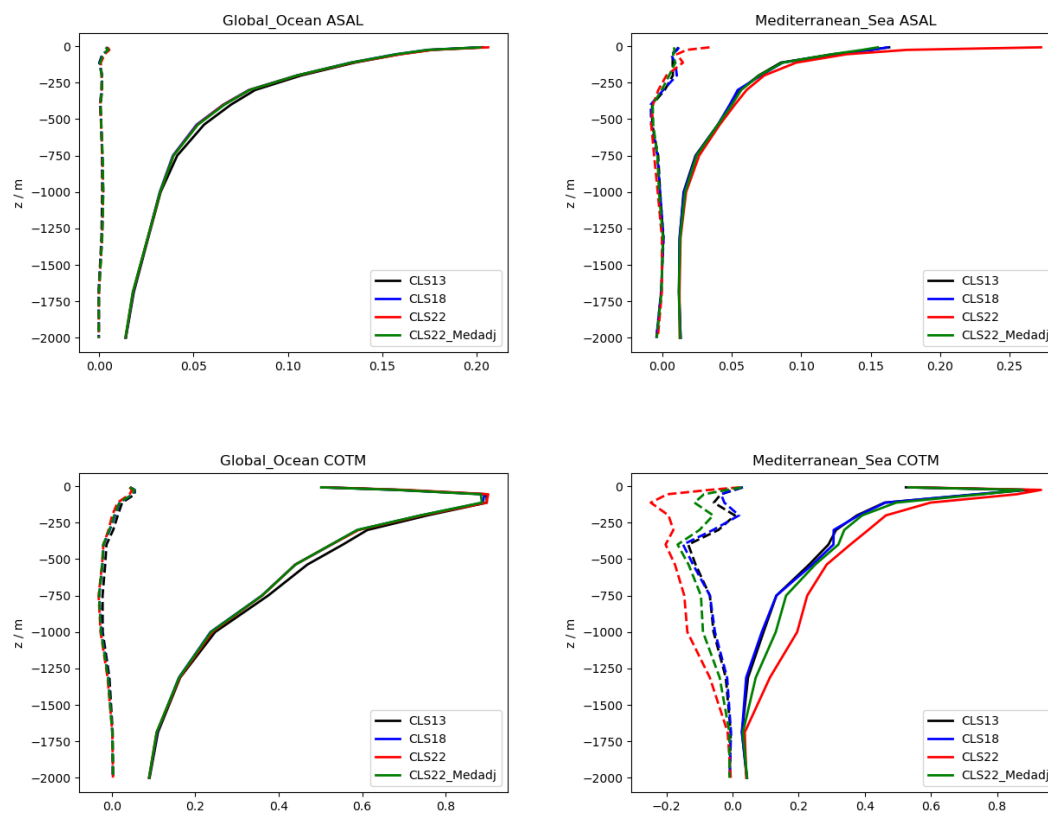 Global_Ocean ASAL
0
−250
−500
−750
−1000
−1250
−1500
−1750
−2000
z / m
0.00 0.05 0.10 0.15 0.20
CLS13
CLS18
CLS22
CLS22_Medadj
Mediterranean_Sea ASAL
0
−250
−500
−750
−1000
−1250
−1500
−1750
−2000
z / m
0.00 0.05 0.10 0.15 0.20 0.25
CLS13
CLS18
CLS22
CLS22_Medadj
Global_Ocean COTM
0
−250
−500
−750
−1000
−1250
−1500
−1750
−2000
z / m
0.0 0.2 0.4 0.6 0.8
CLS13
CLS18
CLS22
CLS22_Medadj
Mediterranean_Sea COTM
0
−250
−500
−750
−1000
−1250
−1500
−1750
−2000
z / m
−0.2 0.0 0.2 0.4 0.6 0.8
CLS13
CLS18
CLS22
CLS22_Medadj